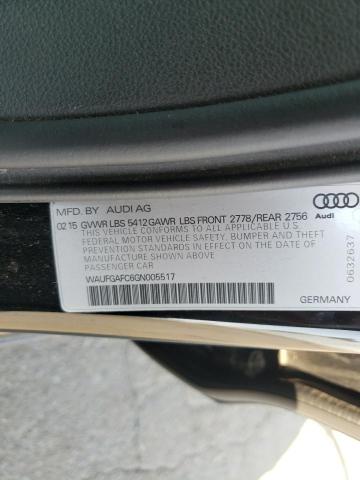 MFD. BY AUDI AG
02 15 GVWR LBS 5412 GAWR LBS FRONT 2778/REAR 2756
THIS VEHICLE CONFORMS TO ALL APPLICABLE U.S.
FEDERAL MOTOR VEHICLE SAFETY, BUMPER AND THEFT
PREVENTION STANDARDS IN EFFECT ON THE DATE OF
MANUFACTURE SHOWN ABOVE
PASSENGER CAR
WAUFGAFC6GN005517
GERMANY
Audi
0632637